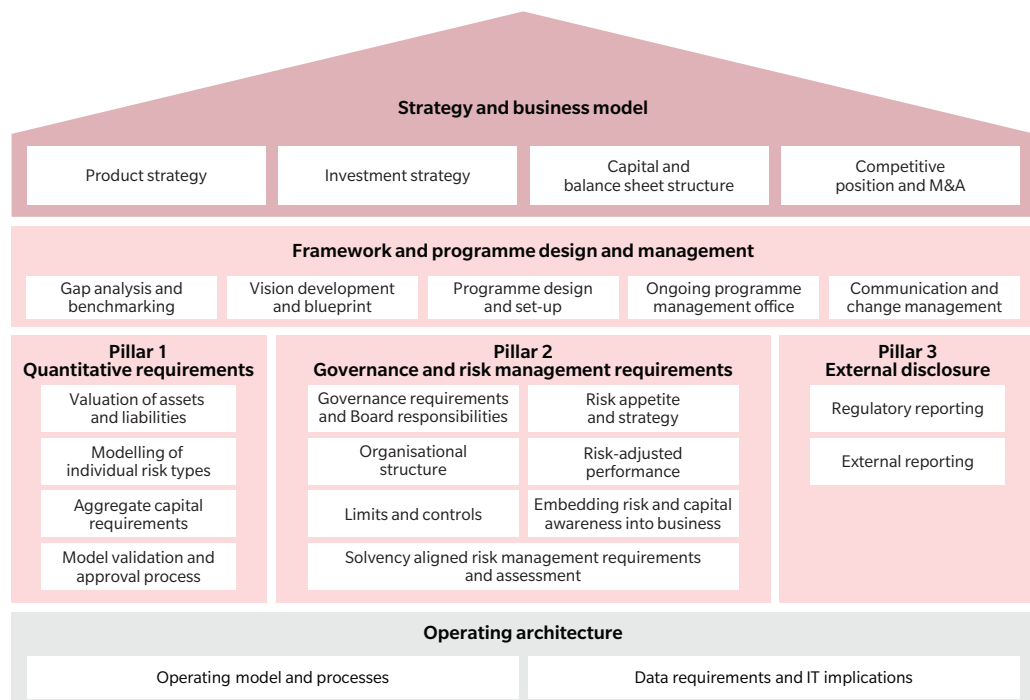 Strategy and business model
Product strategy
Investment strategy
Capital and
balance sheet structure
Competitive
position and M&A
Framework and programme design and management
Gap analysis and
benchmarking
Vision development
and blueprint
Programme design
and set-up
Ongoing programme
management office
Communication and
change management
Pillar 1
Quantitative requirements
Valuation of assets
and liabilities
Modelling of
individual risk types
Aggregate capital
requirements
Model validation and
approval process
Pillar 2
Governance and risk management requirements
Governance requirements
and Board responsibilities
Risk appetite
and strategy
Organisational
structure
Risk-adjusted
performance
Limits and controls
Embedding risk and capital
awareness into business
Solvency aligned risk management requirements
and assessment
Pillar 3
External disclosure
Regulatory reporting
External reporting
Operating architecture
Operating model and processes
Data requirements and IT implications